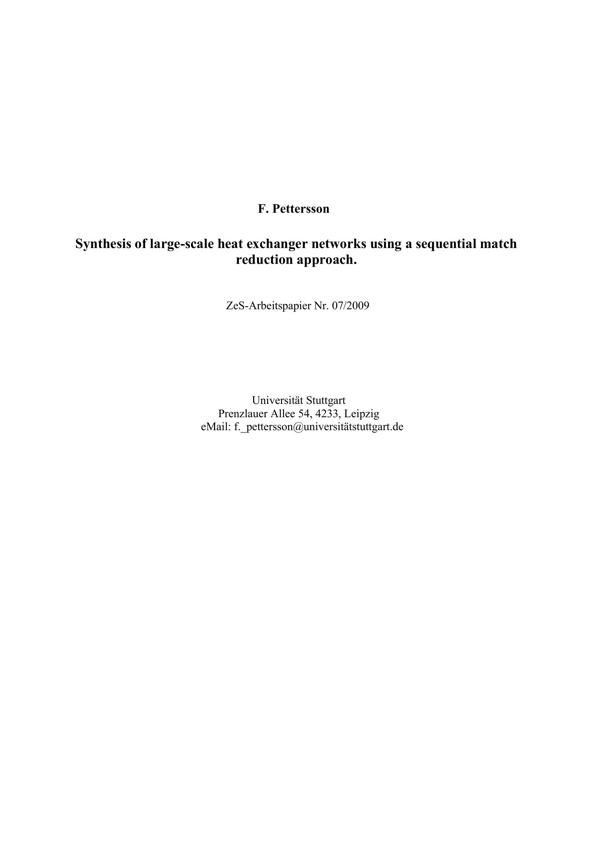 F. Pettersson
Synthesis of large-scale heat exchanger networks using a sequential match
reduction approach.
ZeS-Arbeitspapier Nr. 07/2009
Universität Stuttgart
Prenzlauer Allee 54, 4233, Leipzig
eMail: f._pettersson@universitätstuttgart.de